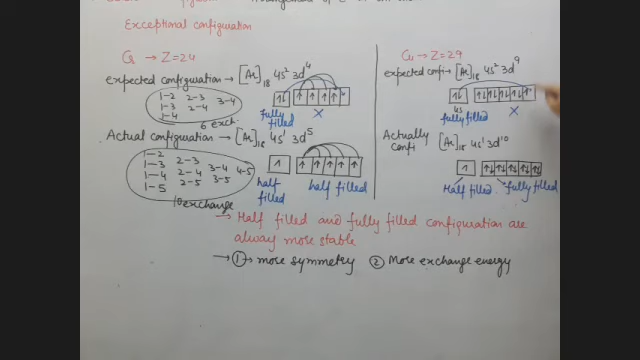 Exceptional configuration
Cr → Z=24
expected configuration → [Ar]18 4s² 3d⁴
1-2 2-3 3-4
1-3 2-4
1-4
6 exch.
fully filled
×
Actual configuration → [Ar]18 4s¹ 3d⁵
1-2
1-3 2-3
1-4 2-4 3-4 4-5
1-5 2-5 3-5
exchange
half filled
half filled
Cu → Z=29
expected confi → [Ar]18 4s² 3d⁹
4s
fully filled
×
Actually confi [Ar]18 4s¹ 3d¹⁰
Half filled
fully filled
→ Half filled and fully filled configuration are
alway more stable
→ ① → more symmetry ② More exchange energy